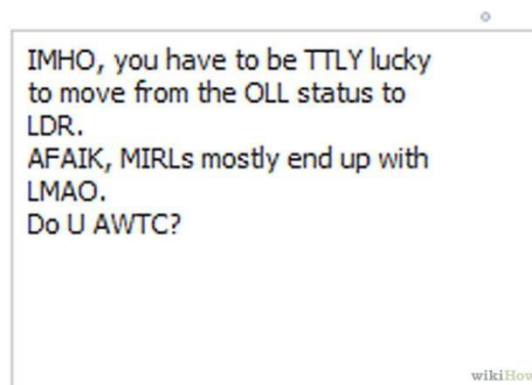 IMHO, you have to be TTLY lucky
to move from the OLL status to
LDR.
AFAIK, MIRLs mostly end up with
LMAO.
Do U AWTC?
wikiHow